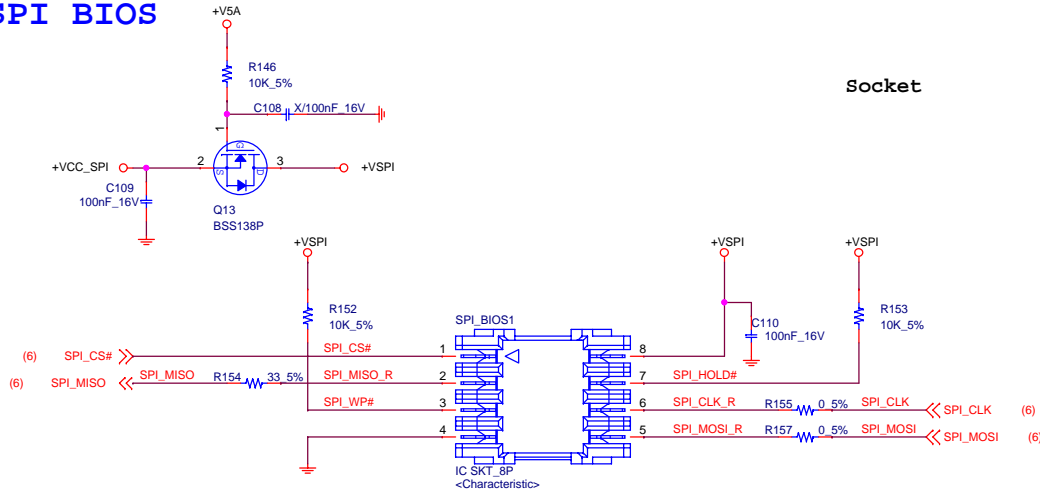 SPI BIOS
+V5A
R146
10K_5%
Socket
C108 X/100nF_16V
1
G
+VCC_SPI 2 S D 3 +VSPI
C109
100nF_16V
Q13
BSS138P
+VSPI +VSPI +VSPI
R152
10K_5%
SPI_BIOS1
C110
100nF_16V
R153
10K_5%
(6) SPI_CS# SPI_CS# 1 8
(6) SPI_MISO SPI_MISO R154 33_5% SPI_MISO_R 2 7 SPI_HOLD#
SPI_WP# 3 6 SPI_CLK_R R155 0_5% SPI_CLK SPI_CLK (6)
4 5 SPI_MOSI_R R157 0_5% SPI_MOSI SPI_MOSI (6)
IC SKT_8P
<Characteristic>